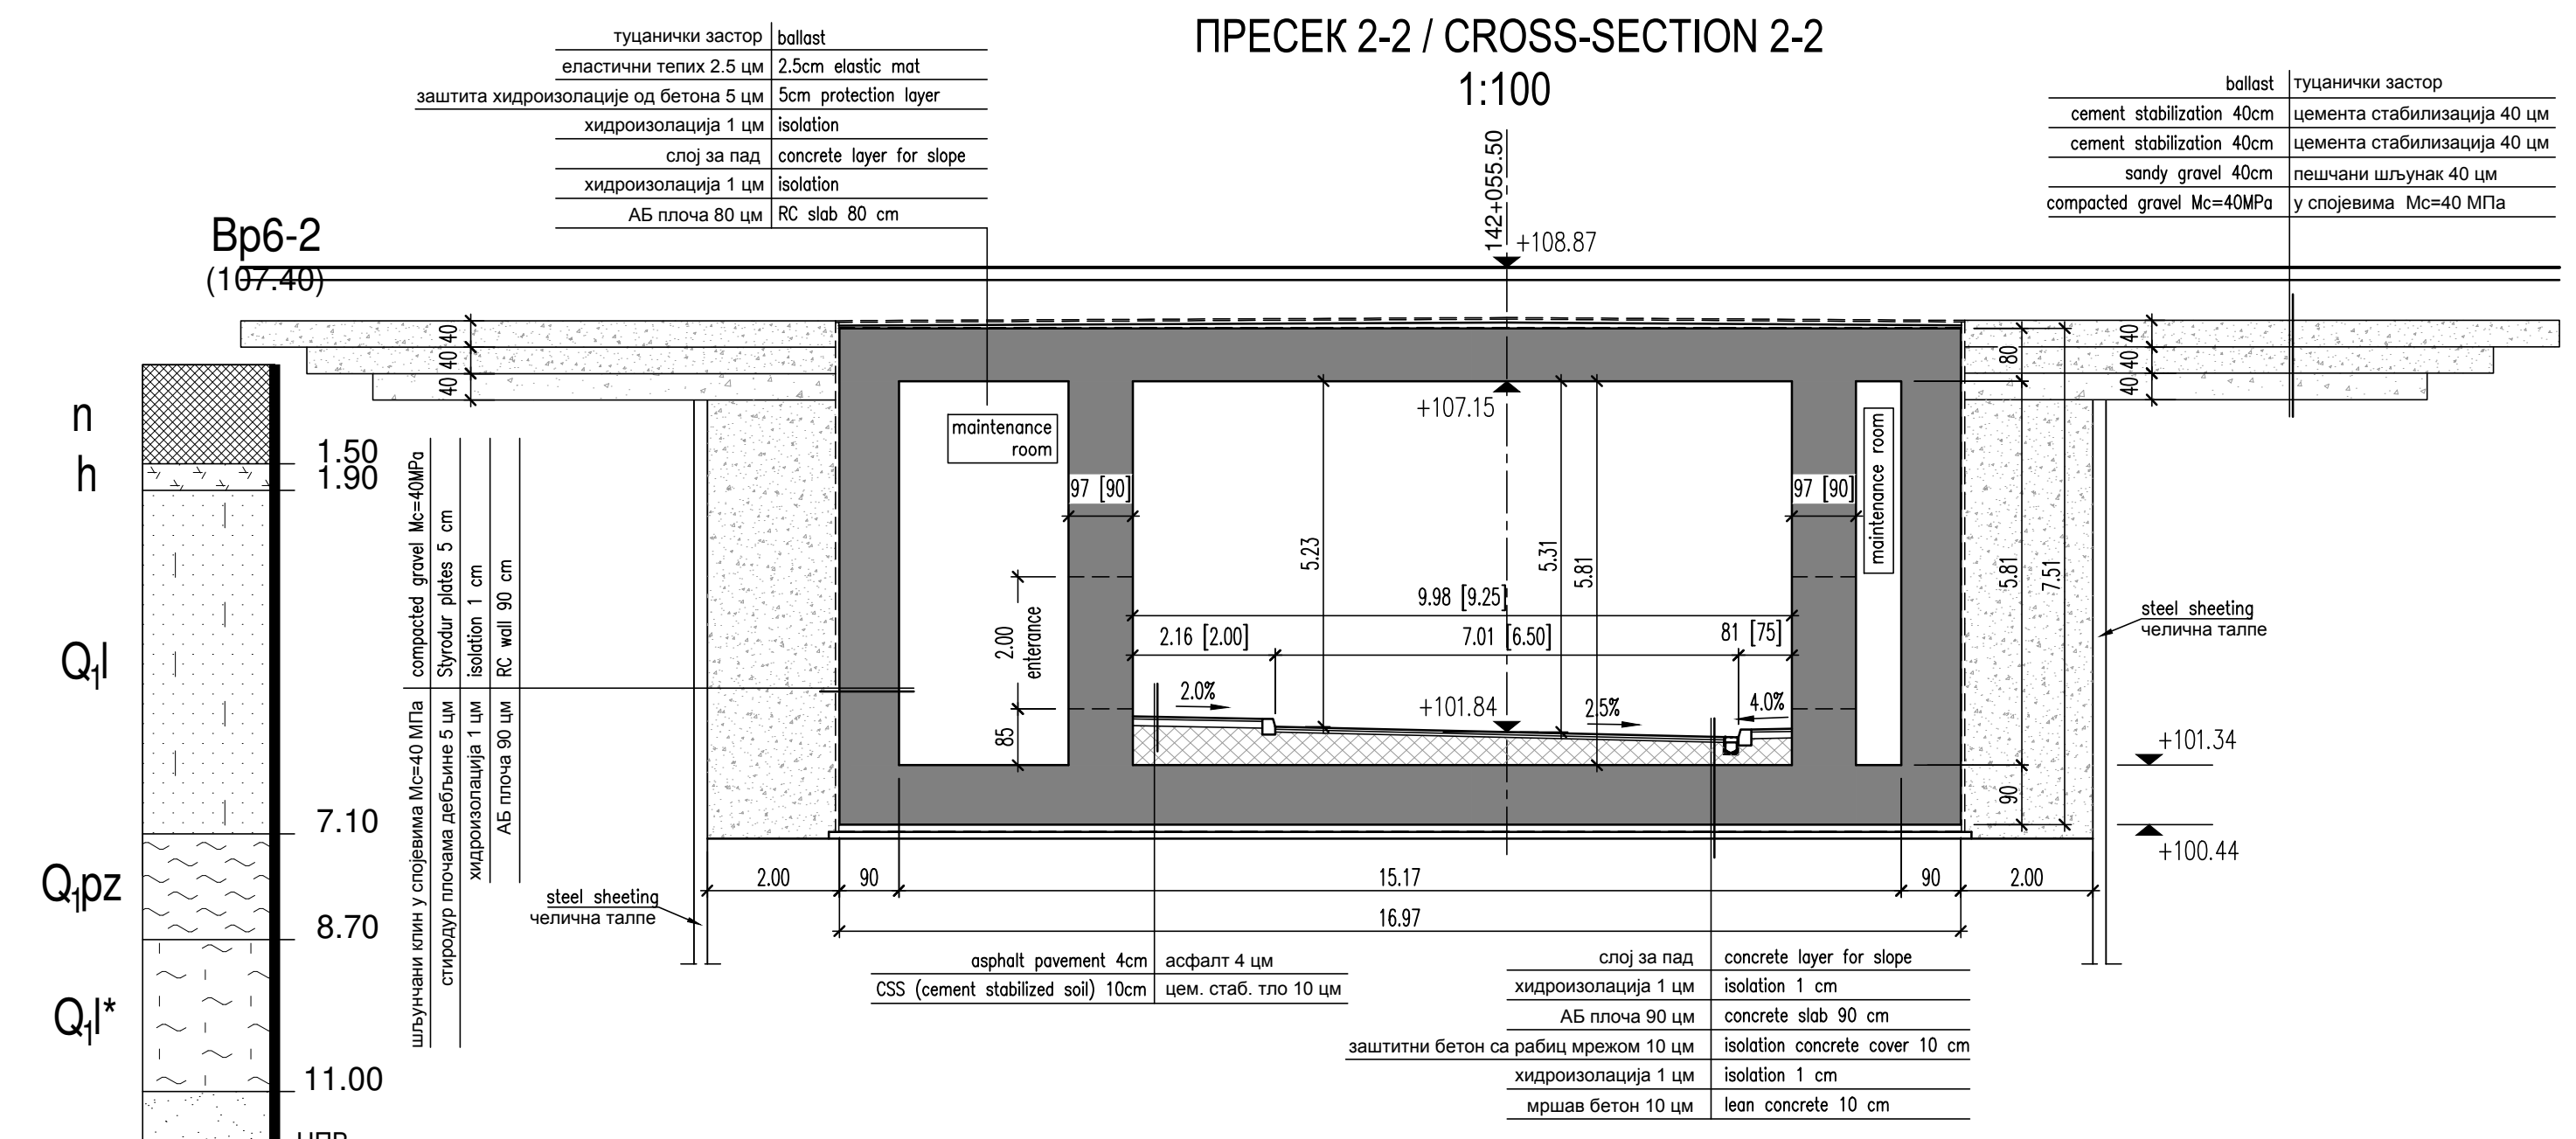 ПРЕСЕК 2-2 / CROSS-SECTION 2-2
1:100
туцанички застор ballast
еластични тепих 2.5 цм 2.5cm elastic mat
заштита хидроизолације од бетона 5 цм 5cm protection layer
хидроизолација 1 цм isolation
слој за пад concrete layer for slope
хидроизолација 1 цм isolation
АБ плоча 80 цм RC slab 80 cm
ballast туцанички застор
cement stabilization 40cm цемента стабилизација 40 цм
cement stabilization 40cm цемента стабилизација 40 цм
sandy gravel 40cm пешчани шљунак 40 цм
compacted gravel Mc=40MPa у спојевима Мс=40 МПа
142+055.50
+108.87
Вр6-2
(107.40)
n
1.50
h
1.90
Q1l
7.10
Q1pz
8.70
Q1l*
11.00
40
40
40
шљунчани клин у спојевима Мс=40 МПа compacted gravel Mc=40MPa
стиродур плочама дебљине 5 цм Styrodur plates 5 cm
хидроизолација 1 цм isolation 1 cm
АБ плоча 90 цм RC wall 90 cm
maintenance
room
97 [90]
+107.15
97 [90]
maintenance room
80
40
40
40
5.23
5.31
5.81
5.81
7.51
9.98 [9.25]
2.16 [2.00]
7.01 [6.50]
81 [75]
2.00
enterance
85
2.0%
+101.84
2.5%
4.0%
steel sheeting
челична талпе
+101.34
90
+100.44
2.00
90
15.17
90
2.00
16.97
steel sheeting
челична талпе
asphalt pavement 4cm асфалт 4 цм
CSS (cement stabilized soil) 10cm цем. стаб. тло 10 цм
слој за пад concrete layer for slope
хидроизолација 1 цм isolation 1 cm
АБ плоча 90 цм concrete slab 90 cm
заштитни бетон са рабиц мрежом 10 цм isolation concrete cover 10 cm
хидроизолација 1 цм isolation 1 cm
мршав бетон 10 цм lean concrete 10 cm